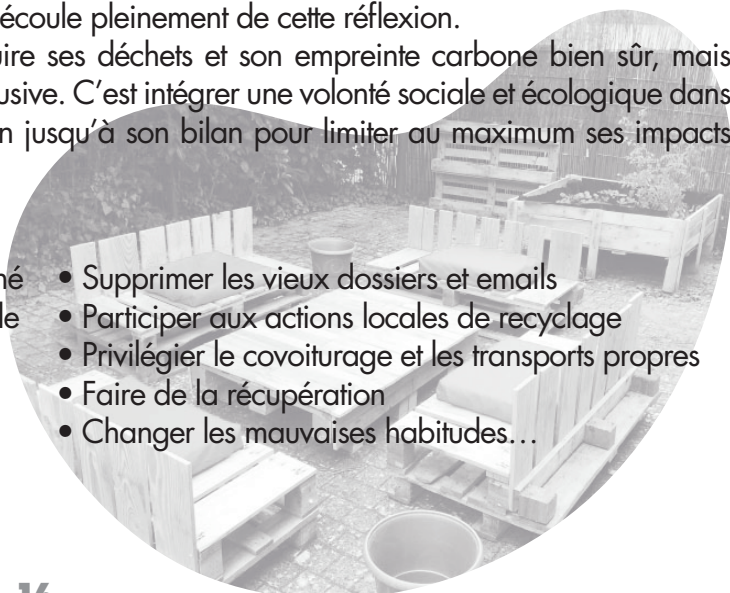 écoule pleinement de cette réflexion.
uire ses déchets et son empreinte carbone bien sûr, mais
usive. C’est intégrer une volonté sociale et écologique dans
n jusqu’à son bilan pour limiter au maximum ses impacts
né • Supprimer les vieux dossiers et emails
le • Participer aux actions locales de recyclage
• Privilégier le covoiturage et les transports propres
• Faire de la récupération
• Changer les mauvaises habitudes…